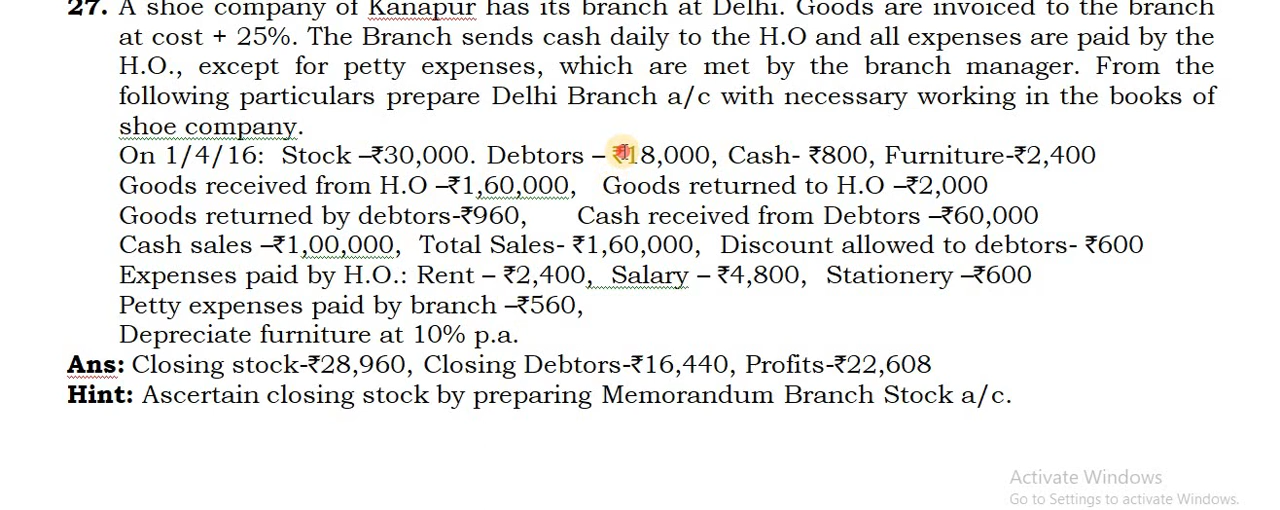 27. A shoe company of Kanapur has its branch at Delhi. Goods are invoiced to the branch
at cost + 25%. The Branch sends cash daily to the H.O and all expenses are paid by the
H.O., except for petty expenses, which are met by the branch manager. From the
following particulars prepare Delhi Branch a/c with necessary working in the books of
shoe company.
On 1/4/16: Stock –₹30,000. Debtors – ₹18,000, Cash- ₹800, Furniture-₹2,400
Goods received from H.O –₹1,60,000, Goods returned to H.O –₹2,000
Goods returned by debtors-₹960, Cash received from Debtors –₹60,000
Cash sales –₹1,00,000, Total Sales- ₹1,60,000, Discount allowed to debtors- ₹600
Expenses paid by H.O.: Rent – ₹2,400, Salary – ₹4,800, Stationery –₹600
Petty expenses paid by branch –₹560,
Depreciate furniture at 10% p.a.
Ans: Closing stock-₹28,960, Closing Debtors-₹16,440, Profits-₹22,608
Hint: Ascertain closing stock by preparing Memorandum Branch Stock a/c.
Activate Windows
Go to Settings to activate Windows.